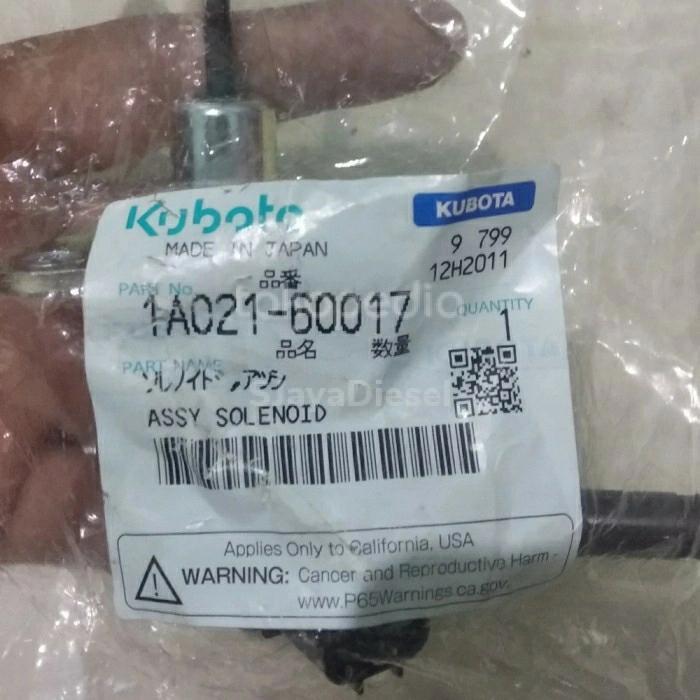 Kubota
KUBOTA
MADE IN JAPAN
9 799
12H2011
PART No.
品番
1A021-60017
QUANTITY
1
品名
数量
PART NAME
ソレノイド,アッシ
ASSY SOLENOID
tokopedia
SJayaDiesel
Applies Only to California, USA
WARNING: Cancer and Reproductive Harm -
www.P65Warnings.ca.gov.